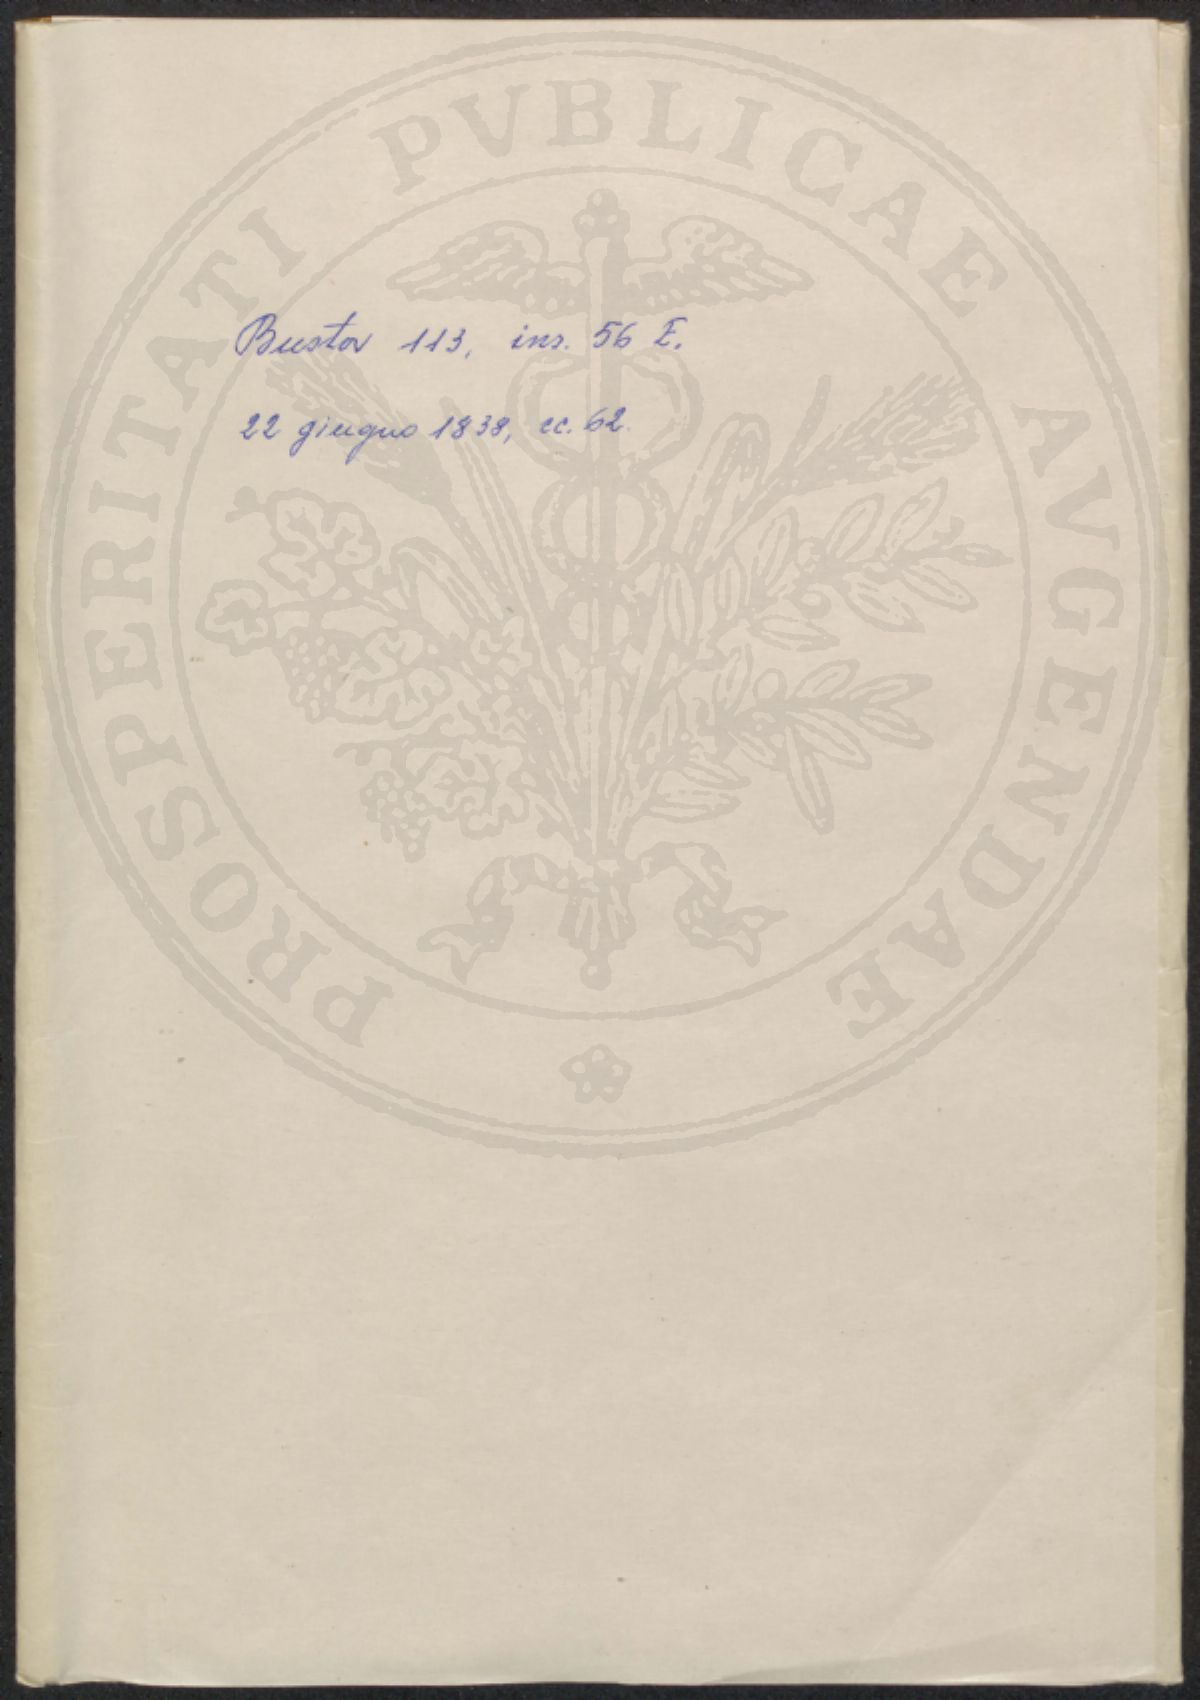 Busta 113, ins. 56 I.
22 giugno 1838, cc. 62.
PROSPERITATI PVBLICAE AVGENDAE